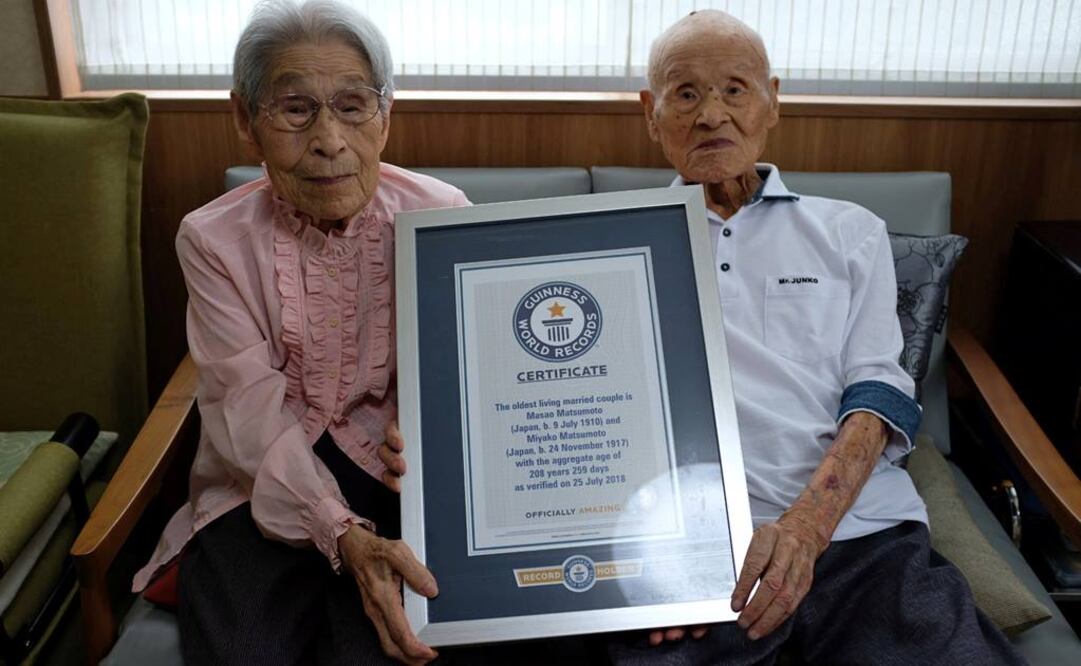 Mr.JUNKO
GUINNESS
WORLD RECORDS
CERTIFICATE
The oldest living married couple is
Masao Matsumoto
(Japan, b. 9 July 1910) and
Miyako Matsumoto
(Japan, b. 24 November 1917)
with the aggregate age of
208 years 259 days
as verified on 25 July 2018
OFFICIALLY AMAZING
RECORD HOLDER